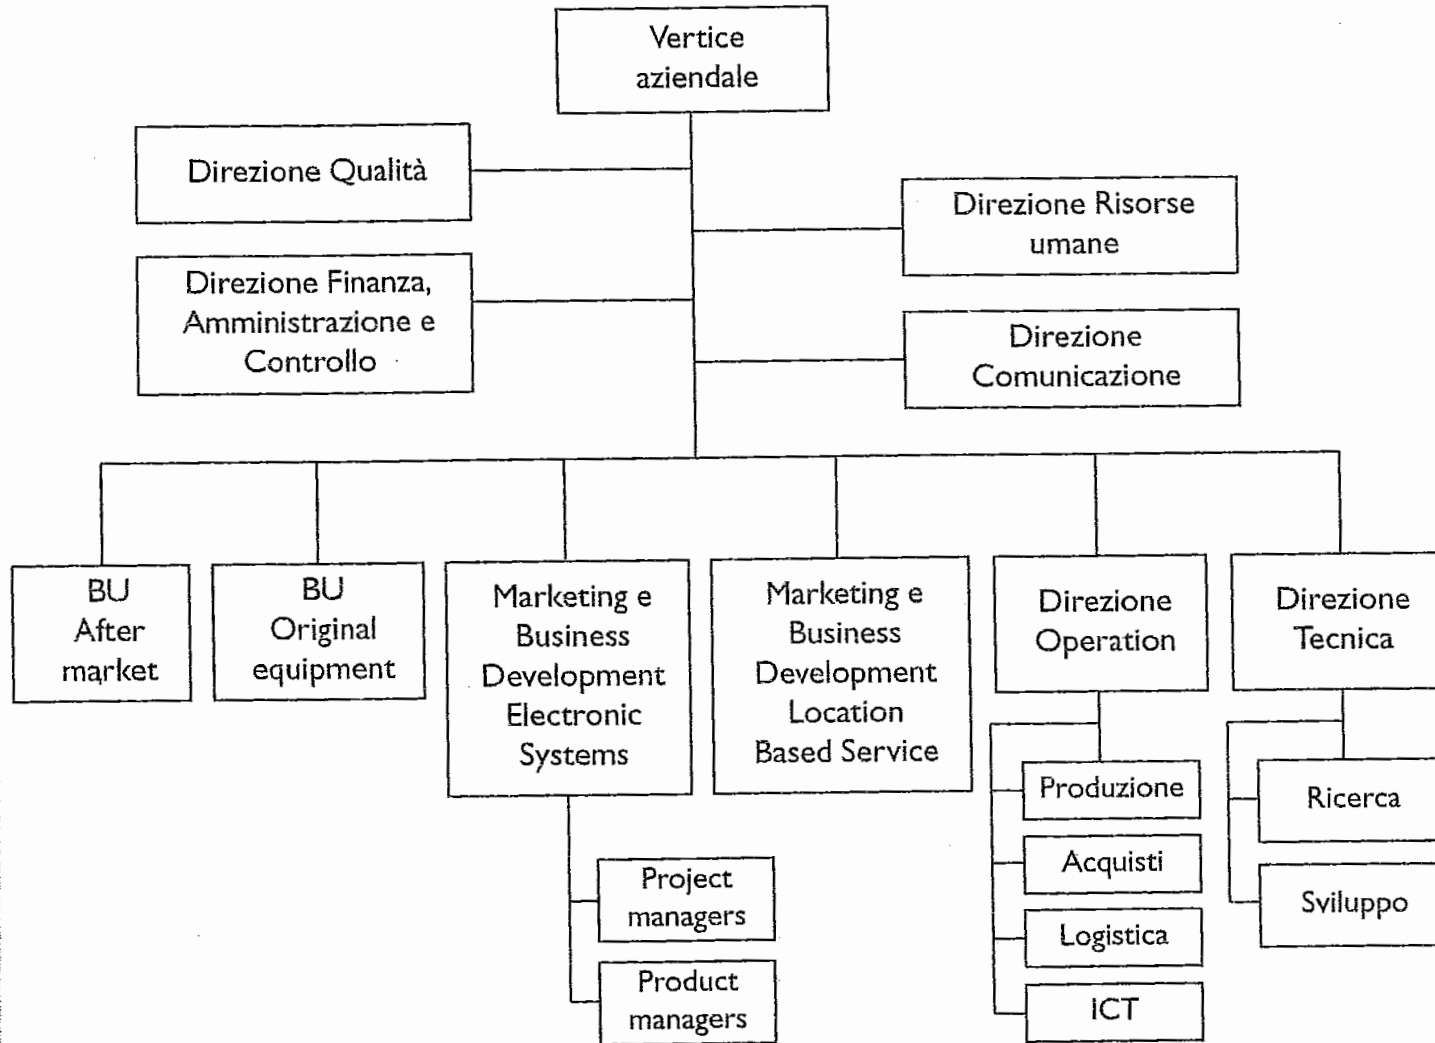 Vertice
aziendale
Direzione Qualità
Direzione Risorse
umane
Direzione Finanza,
Amministrazione e
Controllo
Direzione
Comunicazione
BU
After
market
BU
Original
equipment
Marketing e
Business
Development
Electronic
Systems
Marketing e
Business
Development
Location
Based Service
Direzione
Operation
Direzione
Tecnica
Produzione
Acquisti
Logistica
ICT
Ricerca
Sviluppo
Project
managers
Product
managers